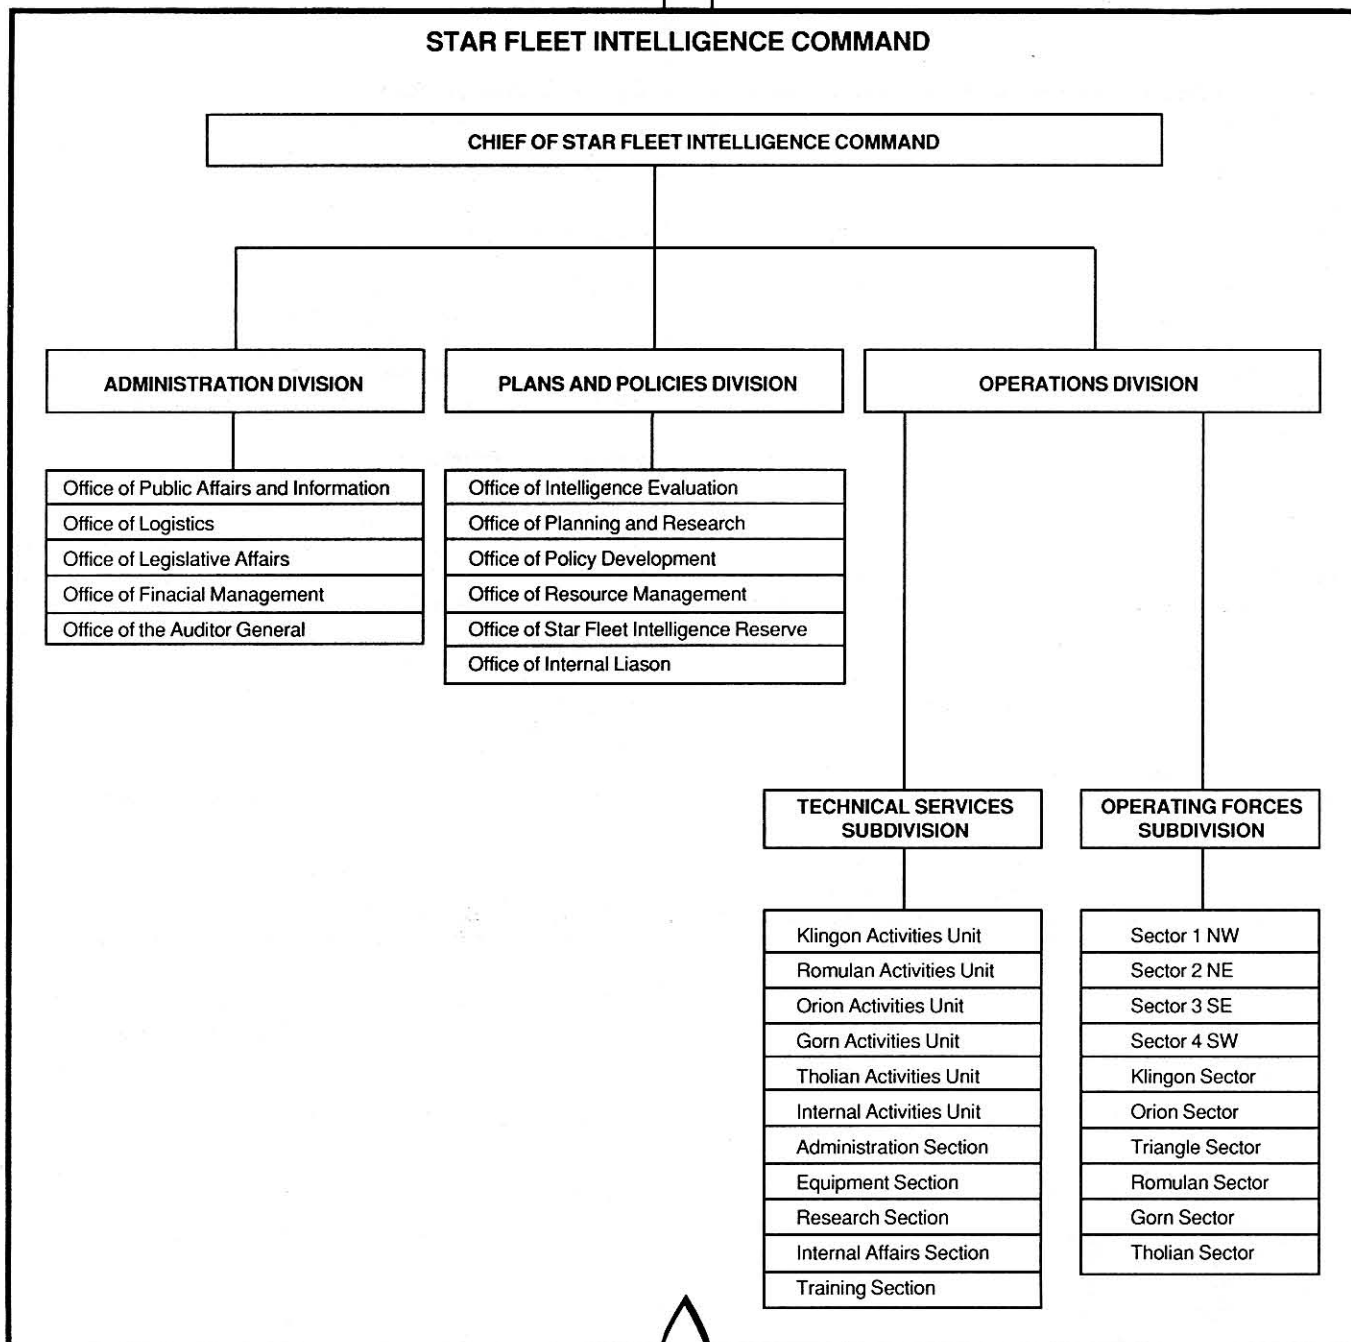 STAR FLEET INTELLIGENCE COMMAND
CHIEF OF STAR FLEET INTELLIGENCE COMMAND
ADMINISTRATION DIVISION
Office of Public Affairs and Information
Office of Logistics
Office of Legislative Affairs
Office of Finacial Management
Office of the Auditor General
PLANS AND POLICIES DIVISION
Office of Intelligence Evaluation
Office of Planning and Research
Office of Policy Development
Office of Resource Management
Office of Star Fleet Intelligence Reserve
Office of Internal Liason
OPERATIONS DIVISION
TECHNICAL SERVICES
SUBDIVISION
Klingon Activities Unit
Romulan Activities Unit
Orion Activities Unit
Gorn Activities Unit
Tholian Activities Unit
Internal Activities Unit
Administration Section
Equipment Section
Research Section
Internal Affairs Section
Training Section
OPERATING FORCES
SUBDIVISION
Sector 1 NW
Sector 2 NE
Sector 3 SE
Sector 4 SW
Klingon Sector
Orion Sector
Triangle Sector
Romulan Sector
Gorn Sector
Tholian Sector